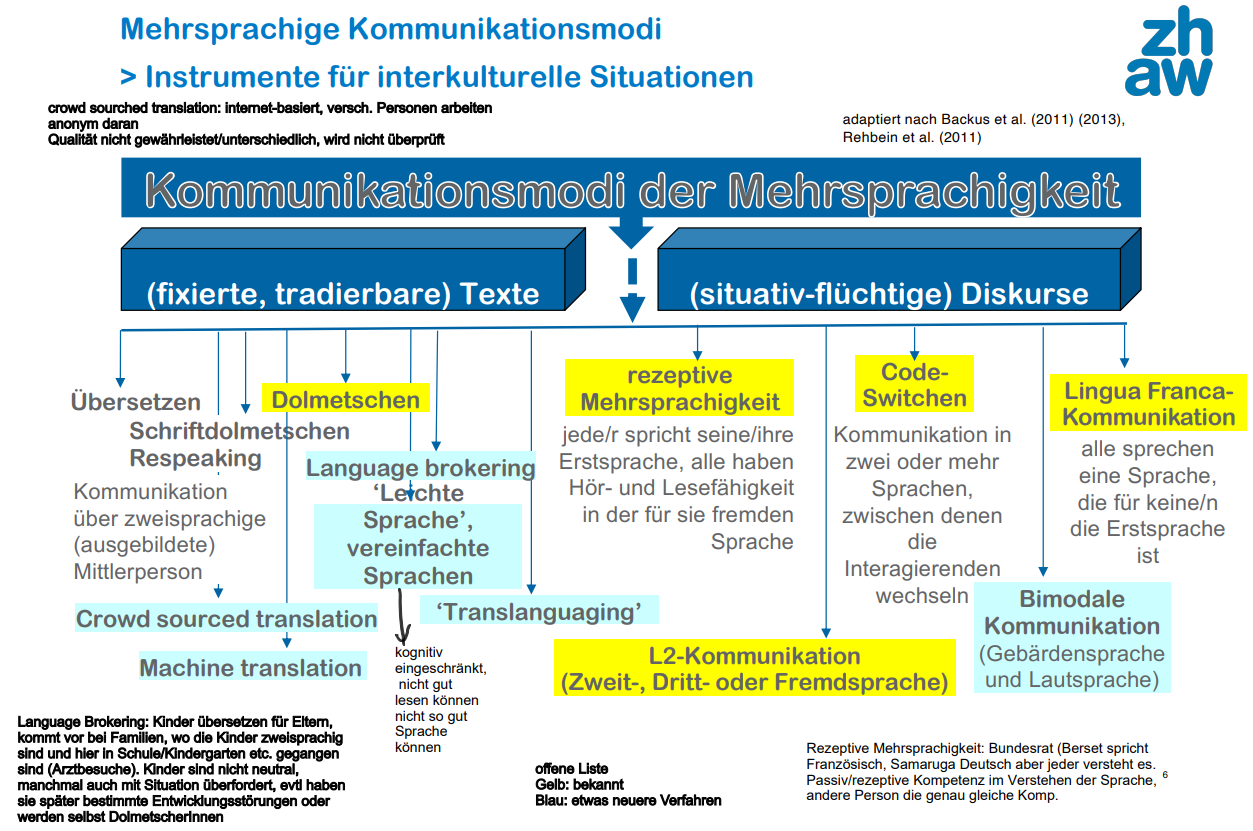 Mehrsprachige Kommunikationsmodi
> Instrumente für interkulturelle Situationen
zh
aw
crowd sourched translation: internet-basiert, versch. Personen arbeiten
anonym daran
Qualität nicht gewährleistet/unterschiedlich, wird nicht überprüft
adaptiert nach Backus et al. (2011) (2013),
Rehbein et al. (2011)
Kommunikationsmodi der Mehrsprachigkeit
(fixierte, tradierbare) Texte
(situativ-flüchtige) Diskurse
Übersetzen
Dolmetschen
Schriftdolmetschen
Respeaking
Kommunikation
über zweisprachige
(ausgebildete)
Mittlerperson
Crowd sourced translation
Machine translation
Language brokering
‘Leichte
Sprache’,
vereinfachte
Sprachen
kognitiv
eingeschränkt,
nicht gut
lesen können
nicht so gut
Sprache
können
‘Translanguaging’
rezeptive
Mehrsprachigkeit
jede/r spricht seine/ihre
Erstsprache, alle haben
Hör- und Lesefähigkeit
in der für sie fremden
Sprache
L2-Kommunikation
(Zweit-, Dritt- oder Fremdsprache)
Code-
Switchen
Kommunikation in
zwei oder mehr
Sprachen,
zwischen denen
die
Interagierenden
wechseln
Bimodale
Kommunikation
(Gebärdensprache
und Lautsprache)
Lingua Franca-
Kommunikation
alle sprechen
eine Sprache,
die für keine/n
die Erstsprache
ist
Language Brokering: Kinder übersetzen für Eltern,
kommt vor bei Familien, wo die Kinder zweisprachig
sind und hier in Schule/Kindergarten etc. gegangen
sind (Arztbesuche). Kinder sind nicht neutral,
manchmal auch mit Situation überfordert, evtl haben
sie später bestimmte Entwicklungsstörungen oder
werden selbst DolmetscherInnen
offene Liste
Gelb: bekannt
Blau: etwas neuere Verfahren
Rezeptive Mehrsprachigkeit: Bundesrat (Berset spricht
Französisch, Samaruga Deutsch aber jeder versteht es.
Passiv/rezeptive Kompetenz im Verstehen der Sprache,
andere Person die genau gleiche Komp.
6